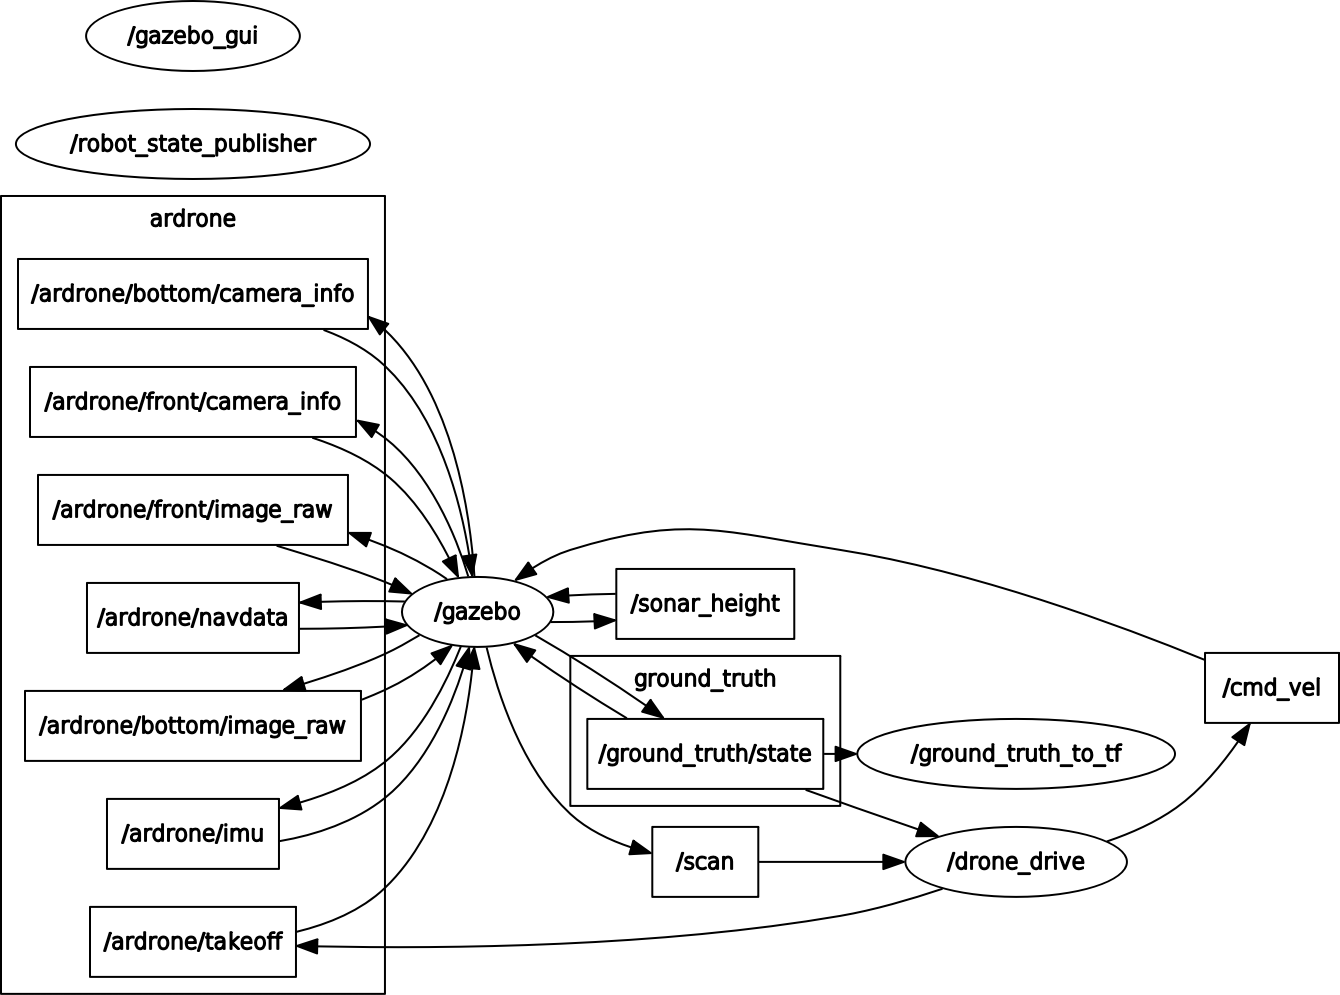 /gazebo_gui
/robot_state_publisher
ardrone
/ardrone/bottom/camera_info
/ardrone/front/camera_info
/ardrone/front/image_raw
/ardrone/navdata
/ardrone/bottom/image_raw
/ardrone/imu
/ardrone/takeoff
/gazebo
/sonar_height
ground_truth
/ground_truth/state
/scan
/ground_truth_to_tf
/drone_drive
/cmd_vel